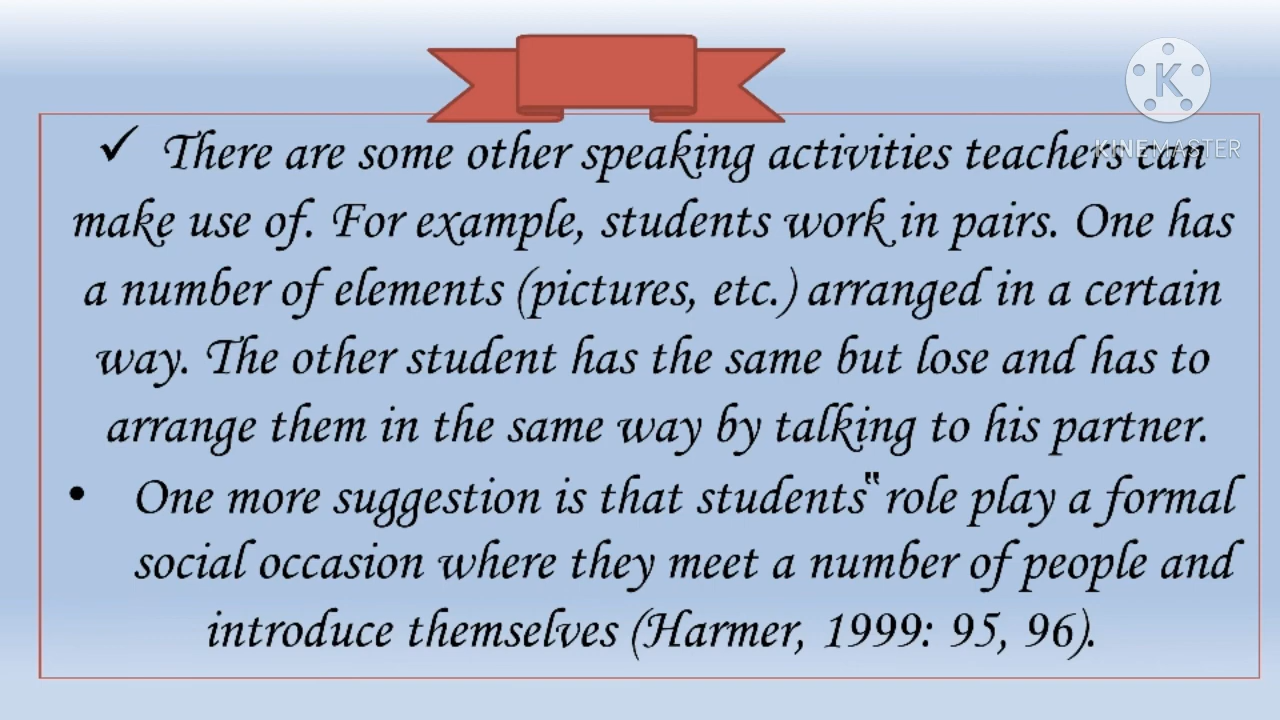 K
KINEMASTER
✓ There are some other speaking activities teachers can
make use of. For example, students work in pairs. One has
a number of elements (pictures, etc.) arranged in a certain
way. The other student has the same but lose and has to
arrange them in the same way by talking to his partner.
• One more suggestion is that students‟ role play a formal
social occasion where they meet a number of people and
introduce themselves (Harmer, 1999: 95, 96).